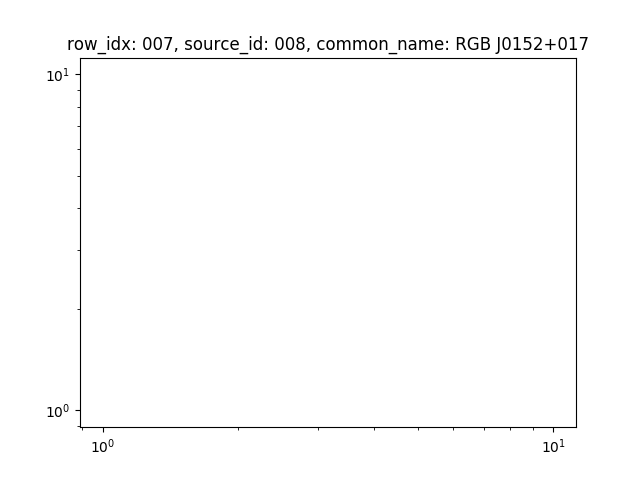 row_idx: 007, source_id: 008, common_name: RGB J0152+017
10¹
10⁰
10⁰ 10¹